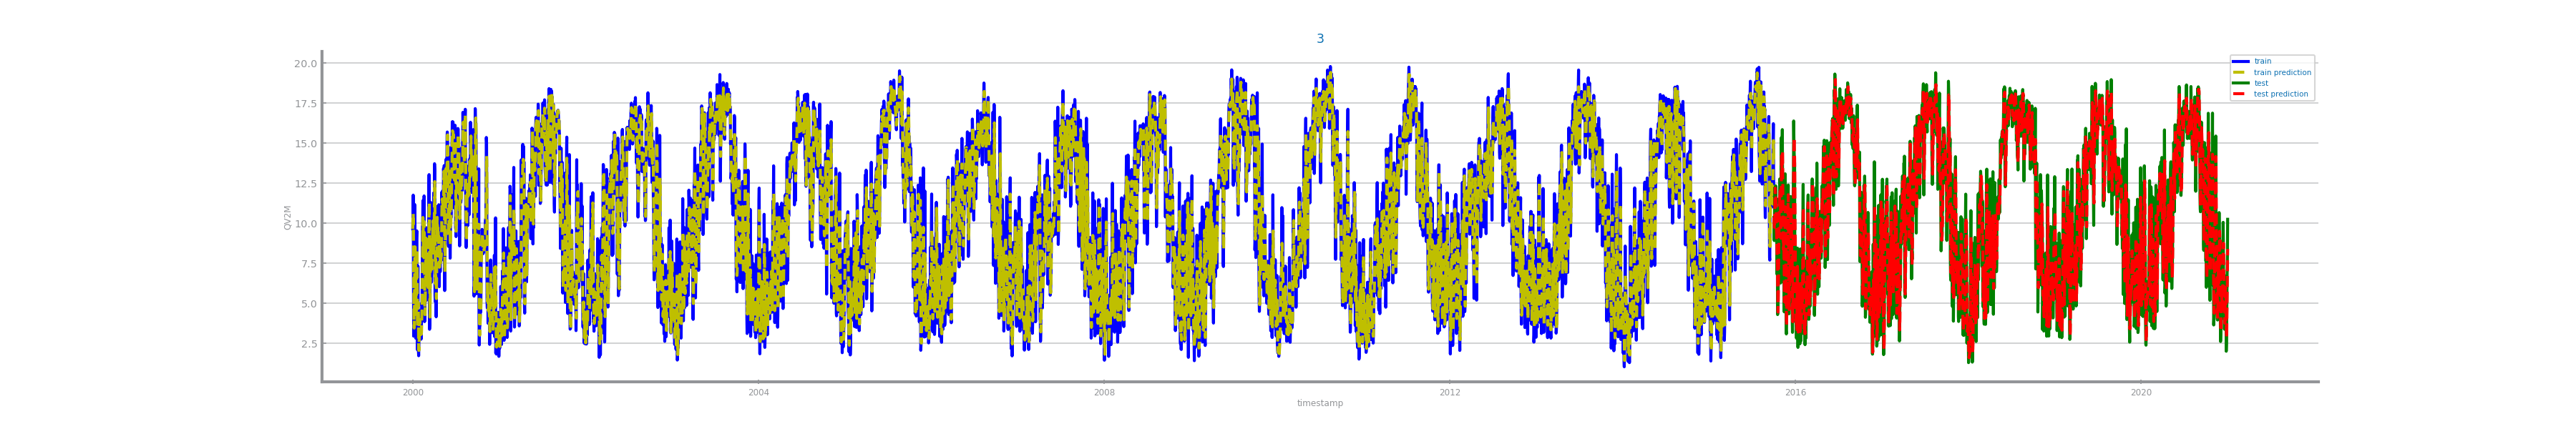 3
20.0
17.5
15.0
12.5
10.0
7.5
5.0
2.5
QV2M
train
train prediction
test
test prediction
2000 2004 2008 2012 2016 2020
timestamp